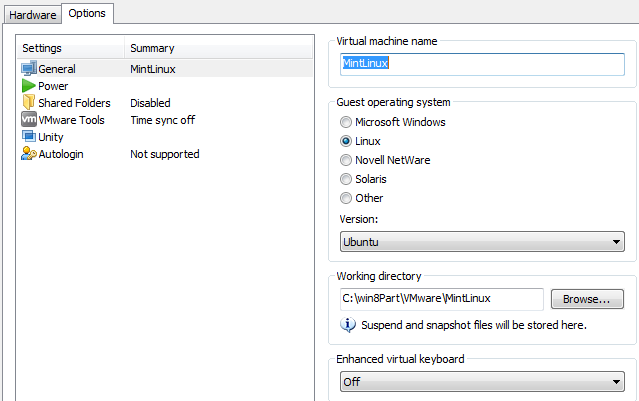 Hardware Options
Settings Summary
General MintLinux
Power
Shared Folders Disabled
vm VMware Tools Time sync off
Unity
Autologin Not supported
Virtual machine name
MintLinux
Guest operating system
Microsoft Windows
Linux
Novell NetWare
Solaris
Other
Version:
Ubuntu
Working directory
C:\win8Part\VMware\MintLinux Browse...
Suspend and snapshot files will be stored here.
Enhanced virtual keyboard
Off